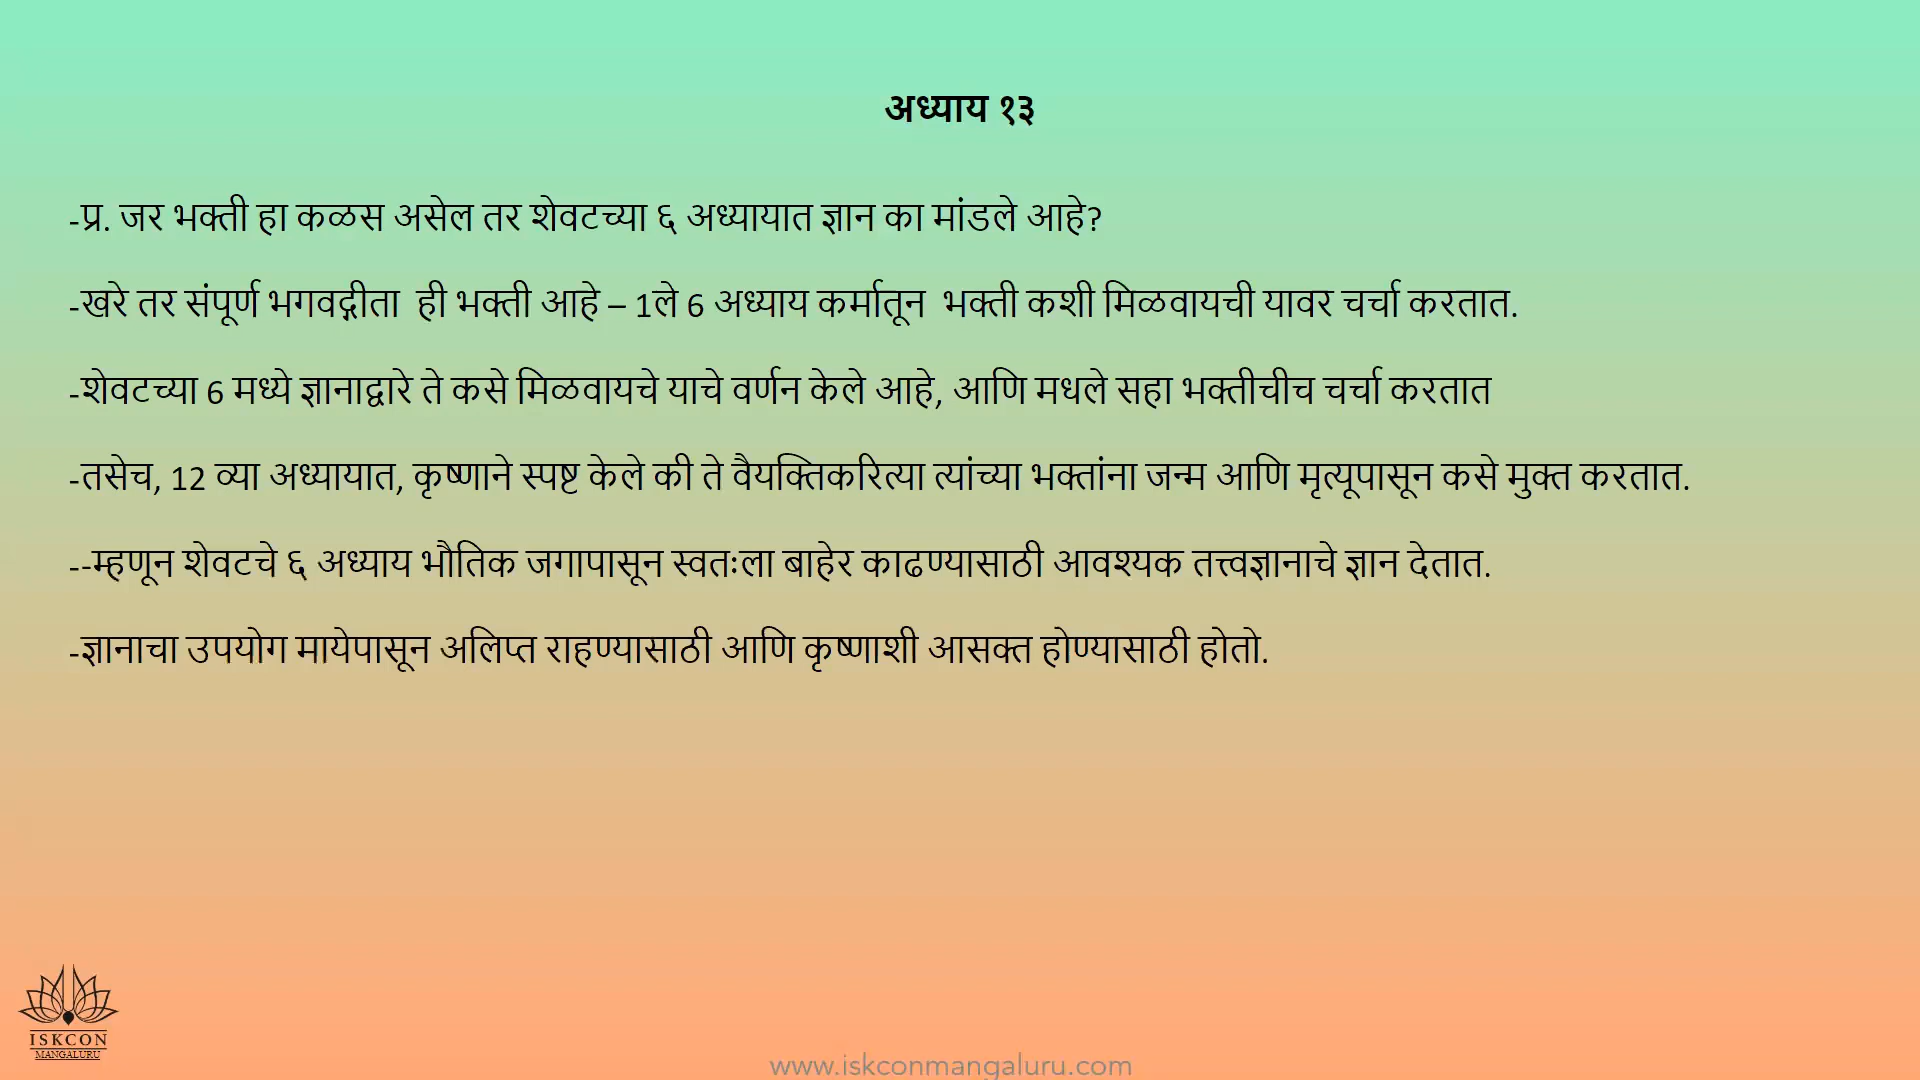 अध्याय १३
-प्र. जर भक्ती हा कळस असेल तर शेवटच्या ६ अध्यायात ज्ञान का मांडले आहे?
-खरे तर संपूर्ण भगवद्गीता ही भक्ती आहे – 1ले 6 अध्याय कर्मातून भक्ती कशी मिळवायची यावर चर्चा करतात.
-शेवटच्या 6 मध्ये ज्ञानाद्वारे ते कसे मिळवायचे याचे वर्णन केले आहे, आणि मधले सहा भक्तीचीच चर्चा करतात
-तसेच, 12 व्या अध्यायात, कृष्णाने स्पष्ट केले की ते वैयक्तिकरित्या त्यांच्या भक्तांना जन्म आणि मृत्यूपासून कसे मुक्त करतात.
--म्हणून शेवटचे ६ अध्याय भौतिक जगापासून स्वतःला बाहेर काढण्यासाठी आवश्यक तत्त्वज्ञानाचे ज्ञान देतात.
-ज्ञानाचा उपयोग मायेपासून अलिप्त राहण्यासाठी आणि कृष्णाशी आसक्त होण्यासाठी होतो.
ISKCON
MANGALURU
www.iskconmangaluru.com